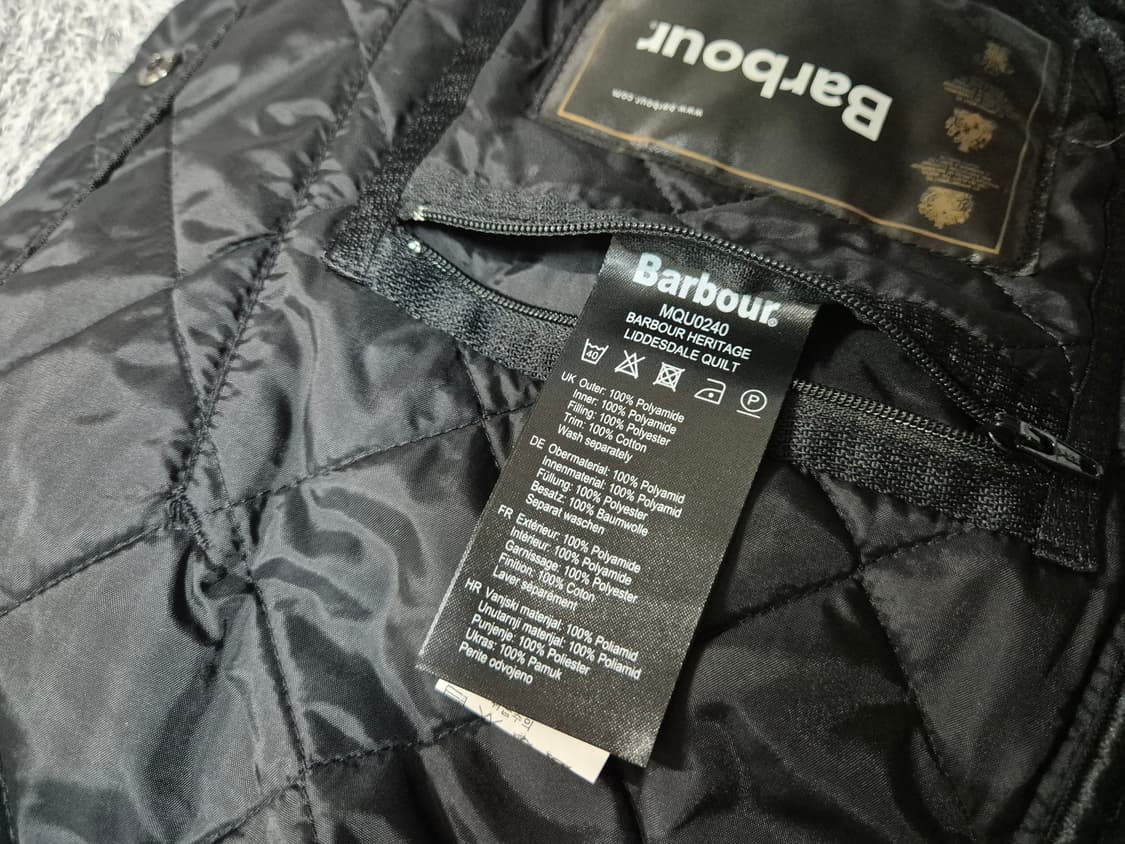 Barbour.
www.barbour.com
Barbour®
MQU0240
BARBOUR HERITAGE
LIDDESDALE QUILT
40
P
UK Outer: 100% Polyamide
Inner: 100% Polyamide
Filling: 100% Polyester
Trim: 100% Cotton
Wash separately
DE Obermaterial: 100% Polyamid
Innenmaterial: 100% Polyamid
Füllung: 100% Polyester
Besatz: 100% Baumwolle
Separat waschen
FR Extérieur: 100% Polyamide
Intérieur: 100% Polyamide
Garnissage: 100% Polyester
Finition: 100% Coton
Laver séparément
HR Vanjski materijal: 100% Poliamid
Unutarnji materijal: 100% Poliamid
Punjenje: 100% Poliester
Ukras: 100% Pamuk
Perite odvojeno